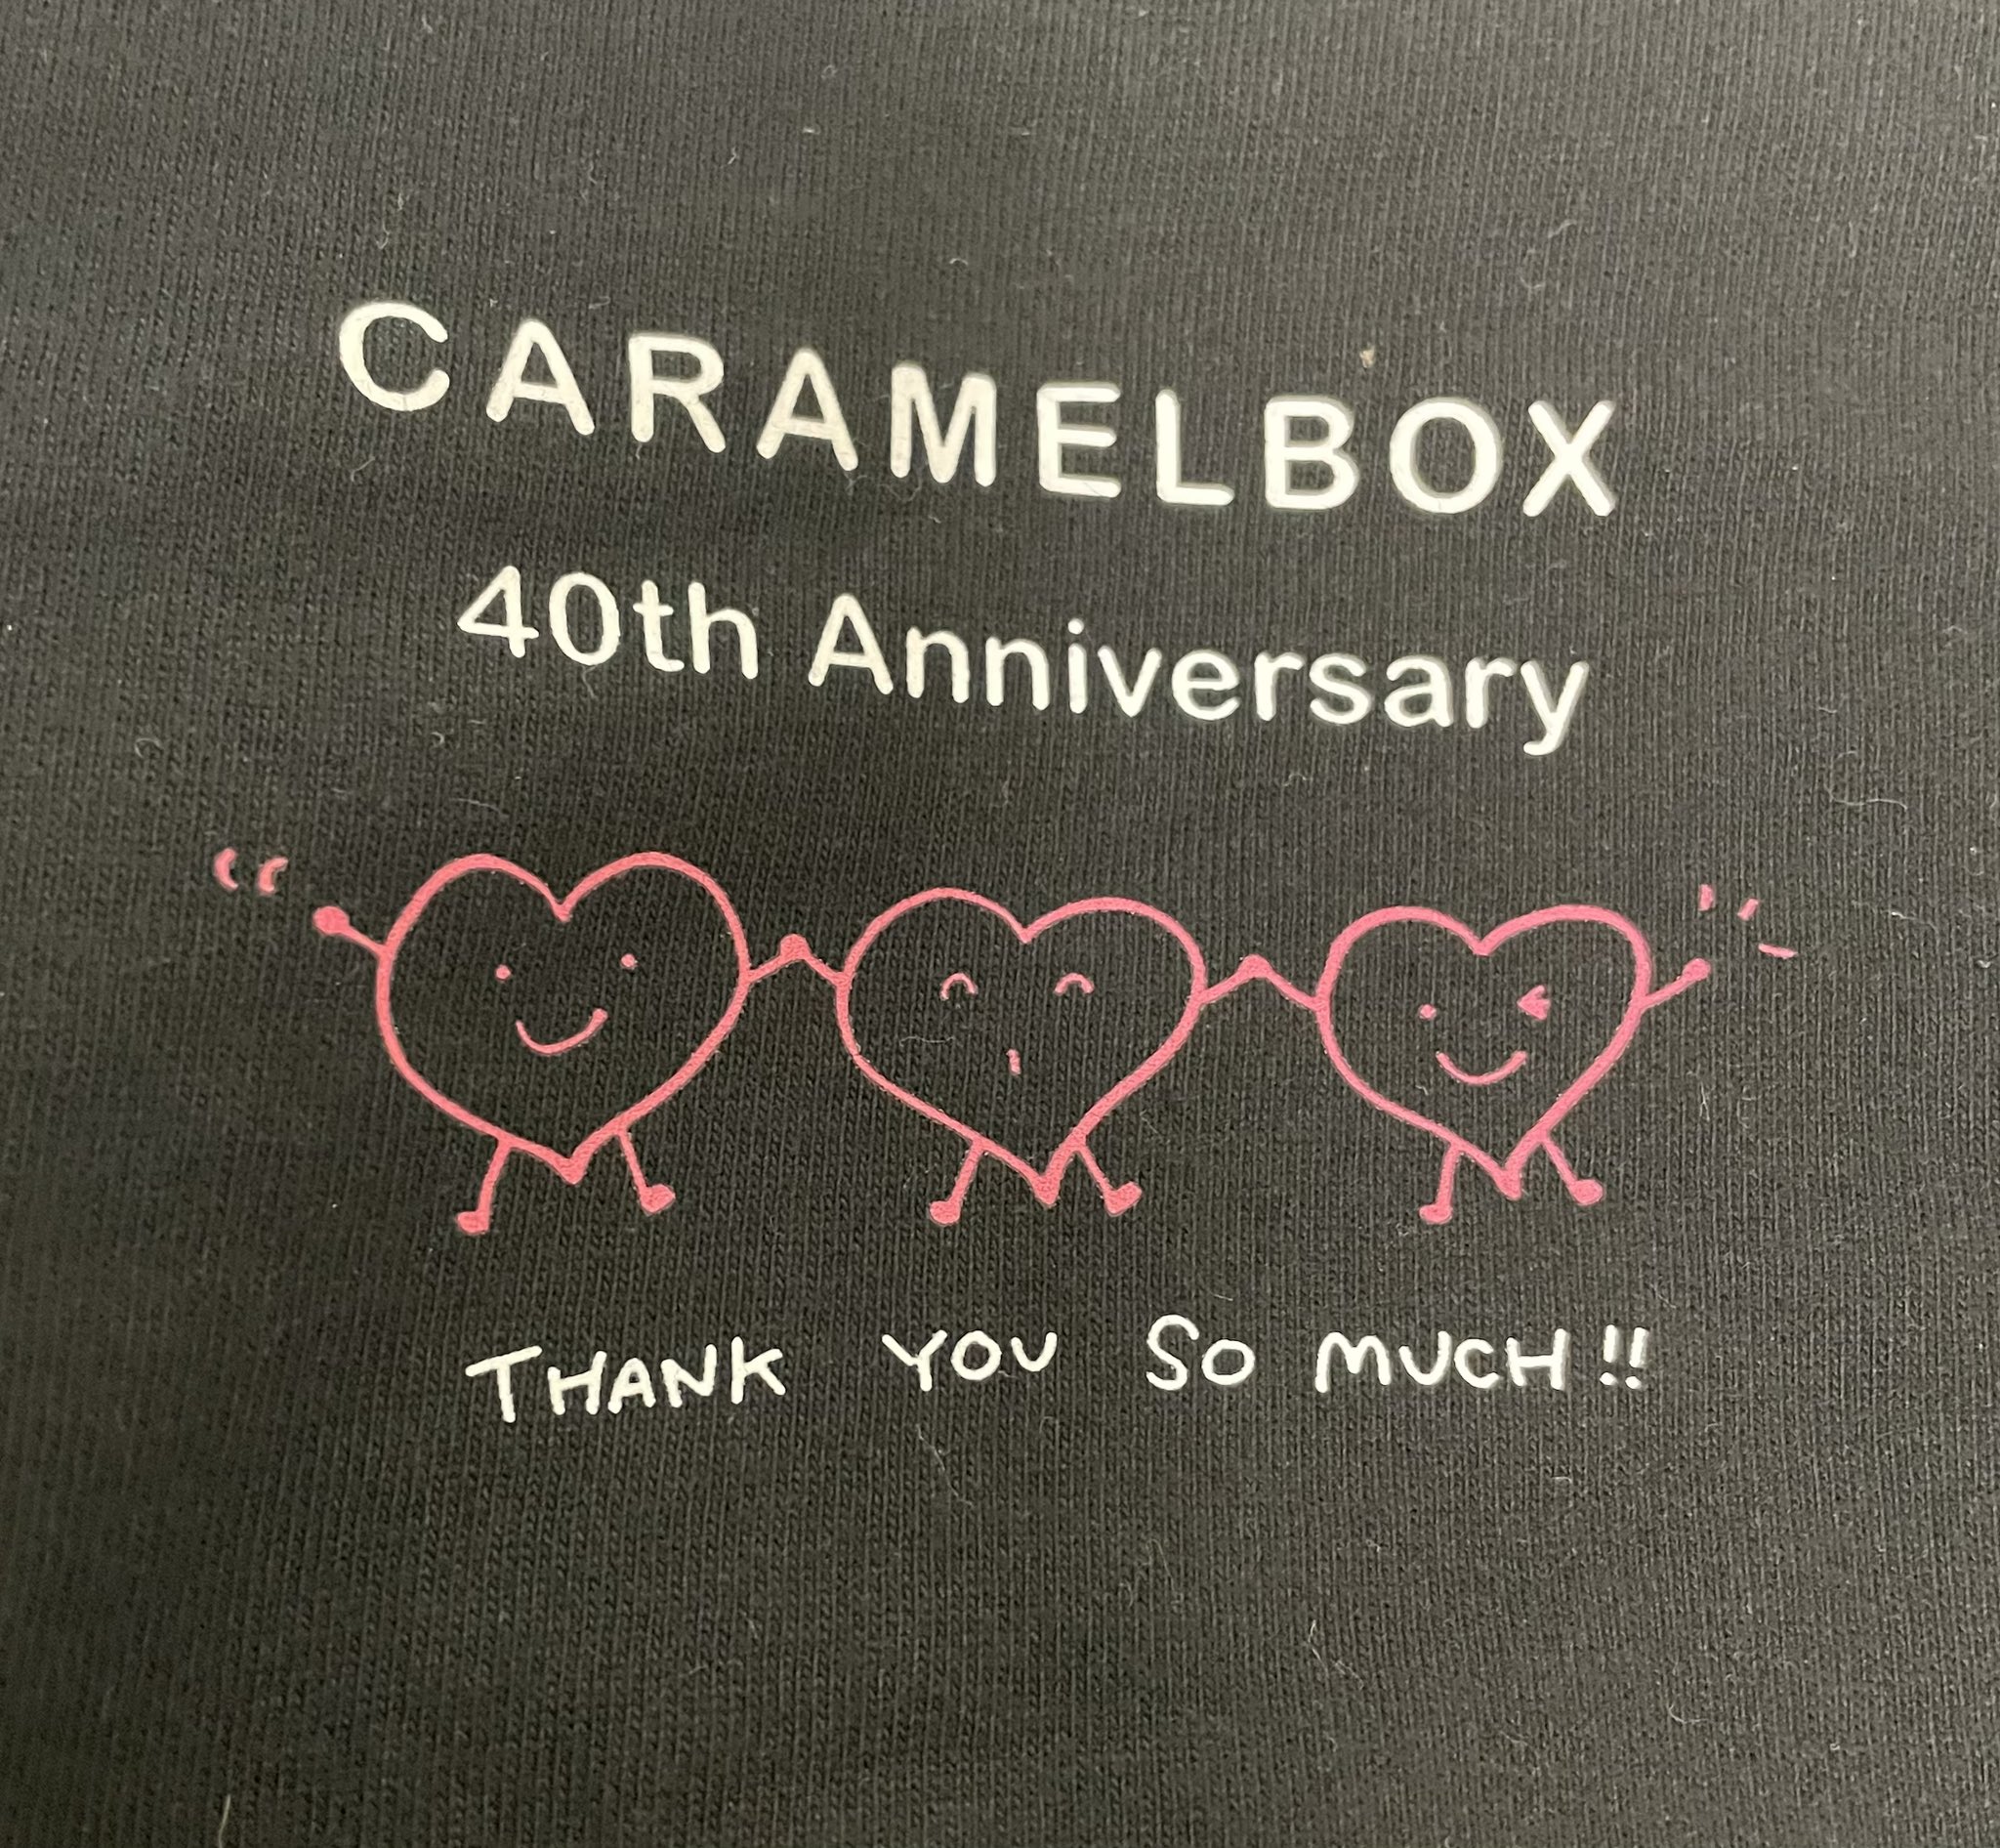 CARAMELBOX
40th Anniversary
THANK YOU SO MUCH!!